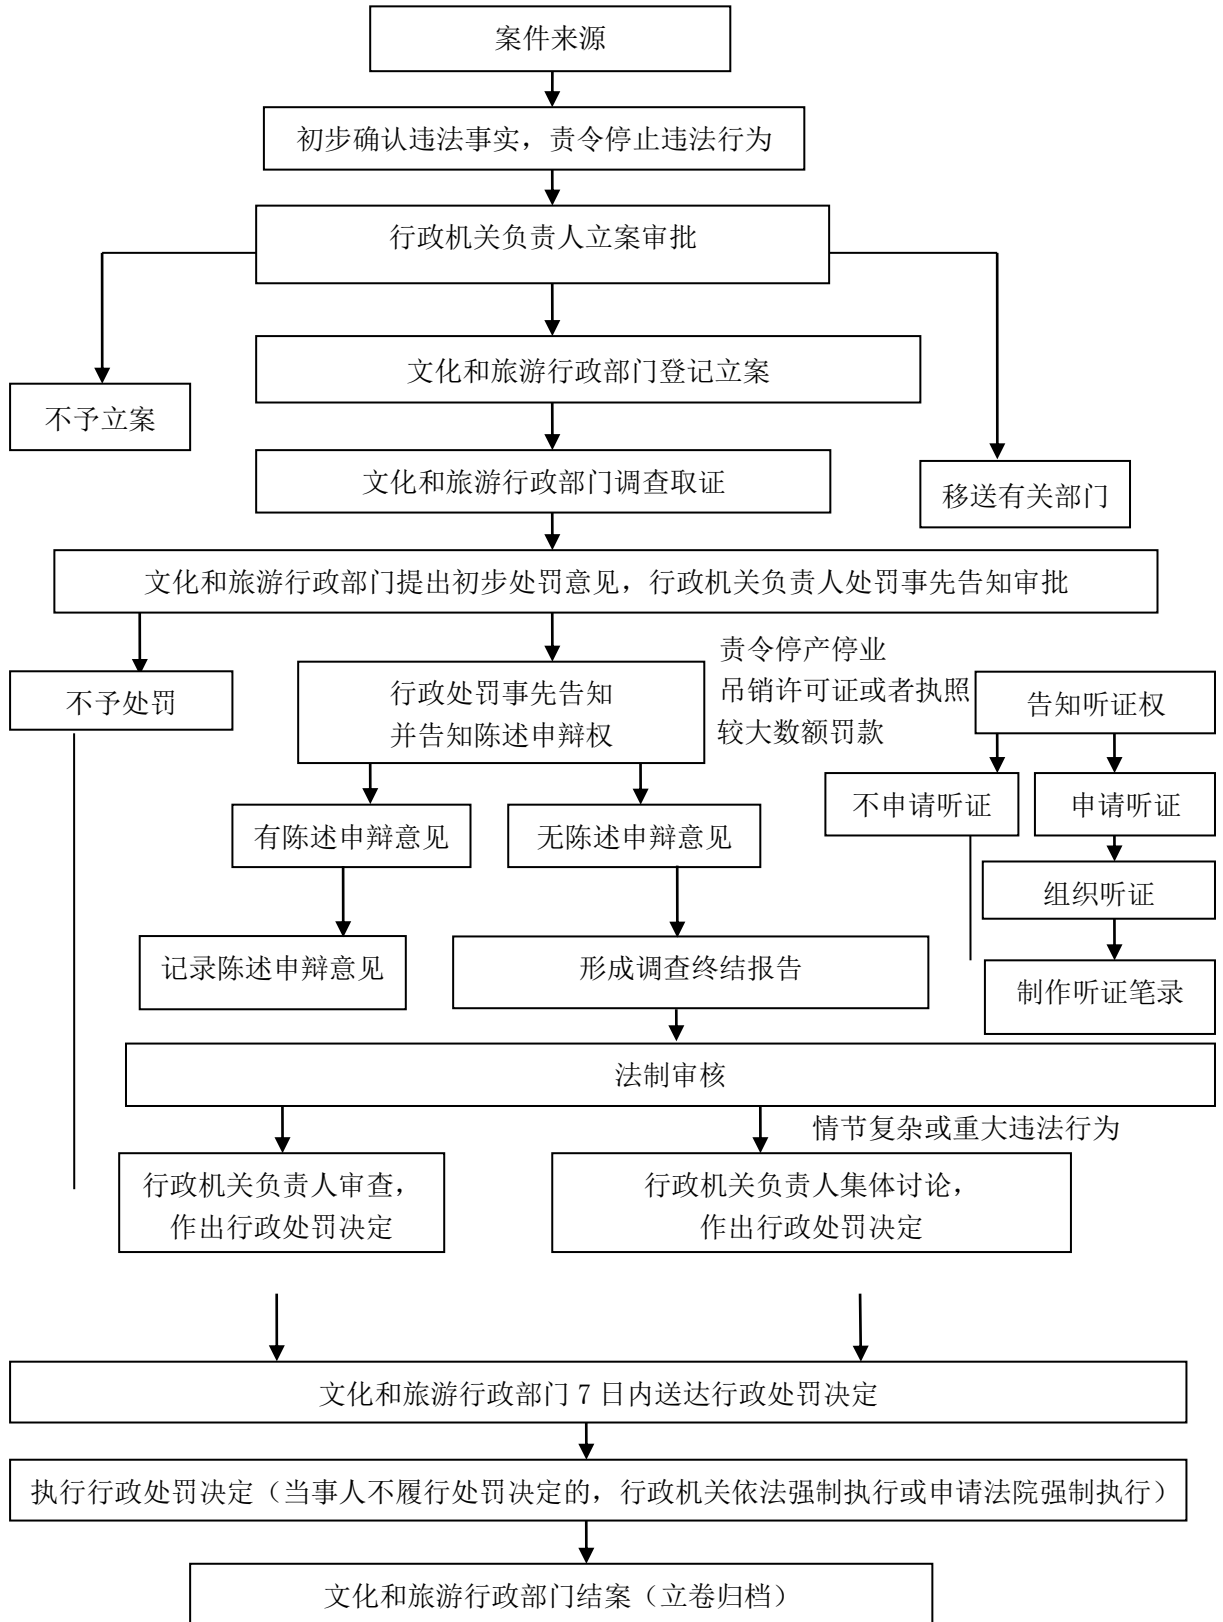 案件来源
初步确认违法事实，责令停止违法行为
行政机关负责人立案审批
文化和旅游行政部门登记立案
不予立案
文化和旅游行政部门调查取证
移送有关部门
文化和旅游行政部门提出初步处罚意见，行政机关负责人处罚事先告知审批
不予处罚
行政处罚事先告知
并告知陈述申辩权
责令停产停业
吊销许可证或者执照
较大数额罚款
告知听证权
不申请听证
申请听证
有陈述申辩意见
无陈述申辩意见
组织听证
记录陈述申辩意见
形成调查终结报告
制作听证笔录
法制审核
情节复杂或重大违法行为
行政机关负责人审查，
作出行政处罚决定
行政机关负责人集体讨论，
作出行政处罚决定
文化和旅游行政部门 7 日内送达行政处罚决定
执行行政处罚决定（当事人不履行处罚决定的，行政机关依法强制执行或申请法院强制执行）
文化和旅游行政部门结案（立卷归档）